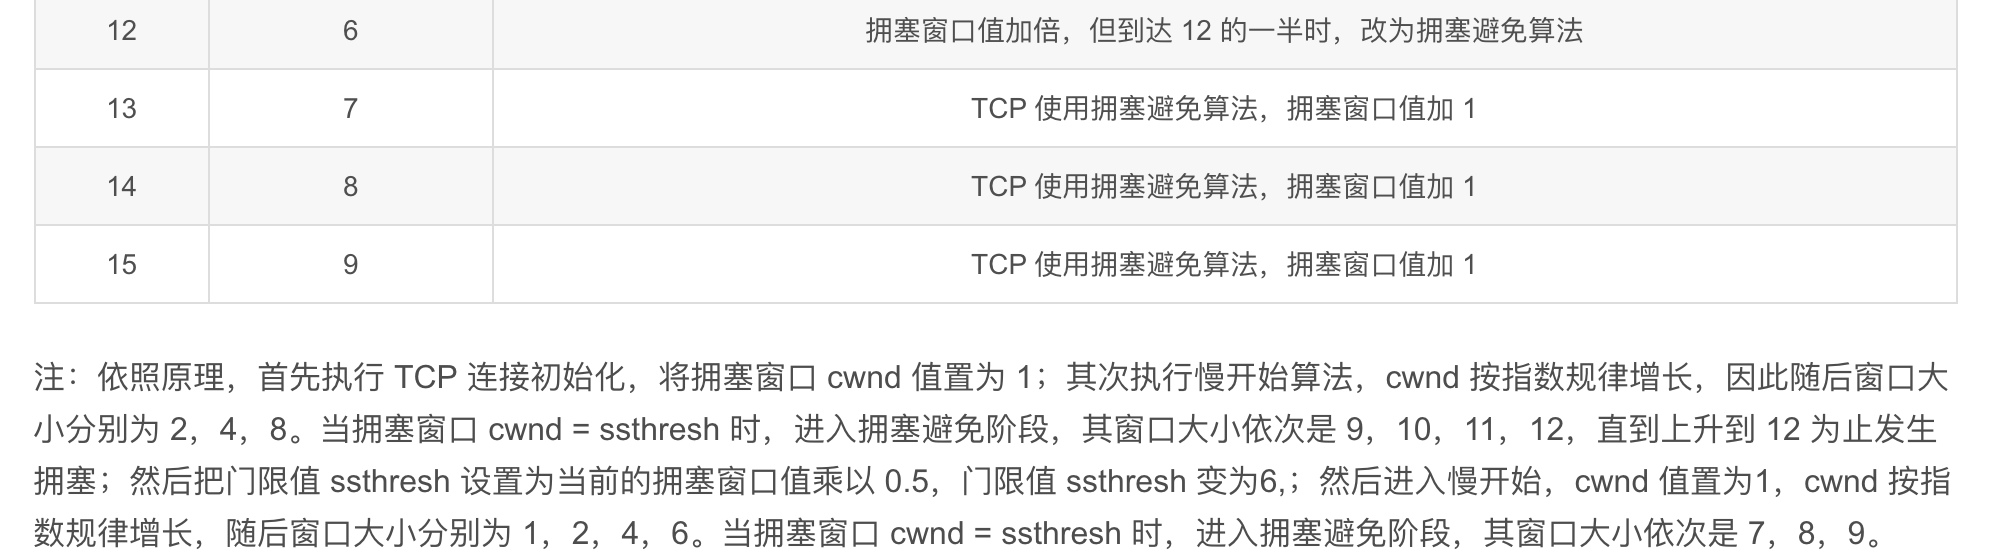 12 6 拥塞窗口值加倍，但到达 12 的一半时，改为拥塞避免算法
13 7 TCP 使用拥塞避免算法，拥塞窗口值加 1
14 8 TCP 使用拥塞避免算法，拥塞窗口值加 1
15 9 TCP 使用拥塞避免算法，拥塞窗口值加 1
注：依照原理，首先执行 TCP 连接初始化，将拥塞窗口 cwnd 值置为 1；其次执行慢开始算法，cwnd 按指数规律增长，因此随后窗口大
小分别为 2，4，8。当拥塞窗口 cwnd = ssthresh 时，进入拥塞避免阶段，其窗口大小依次是 9，10，11，12，直到上升到 12 为止发生
拥塞；然后把门限值 ssthresh 设置为当前的拥塞窗口值乘以 0.5，门限值 ssthresh 变为6,；然后进入慢开始，cwnd 值置为1，cwnd 按指
数规律增长，随后窗口大小分别为 1，2，4，6。当拥塞窗口 cwnd = ssthresh 时，进入拥塞避免阶段，其窗口大小依次是 7，8，9。